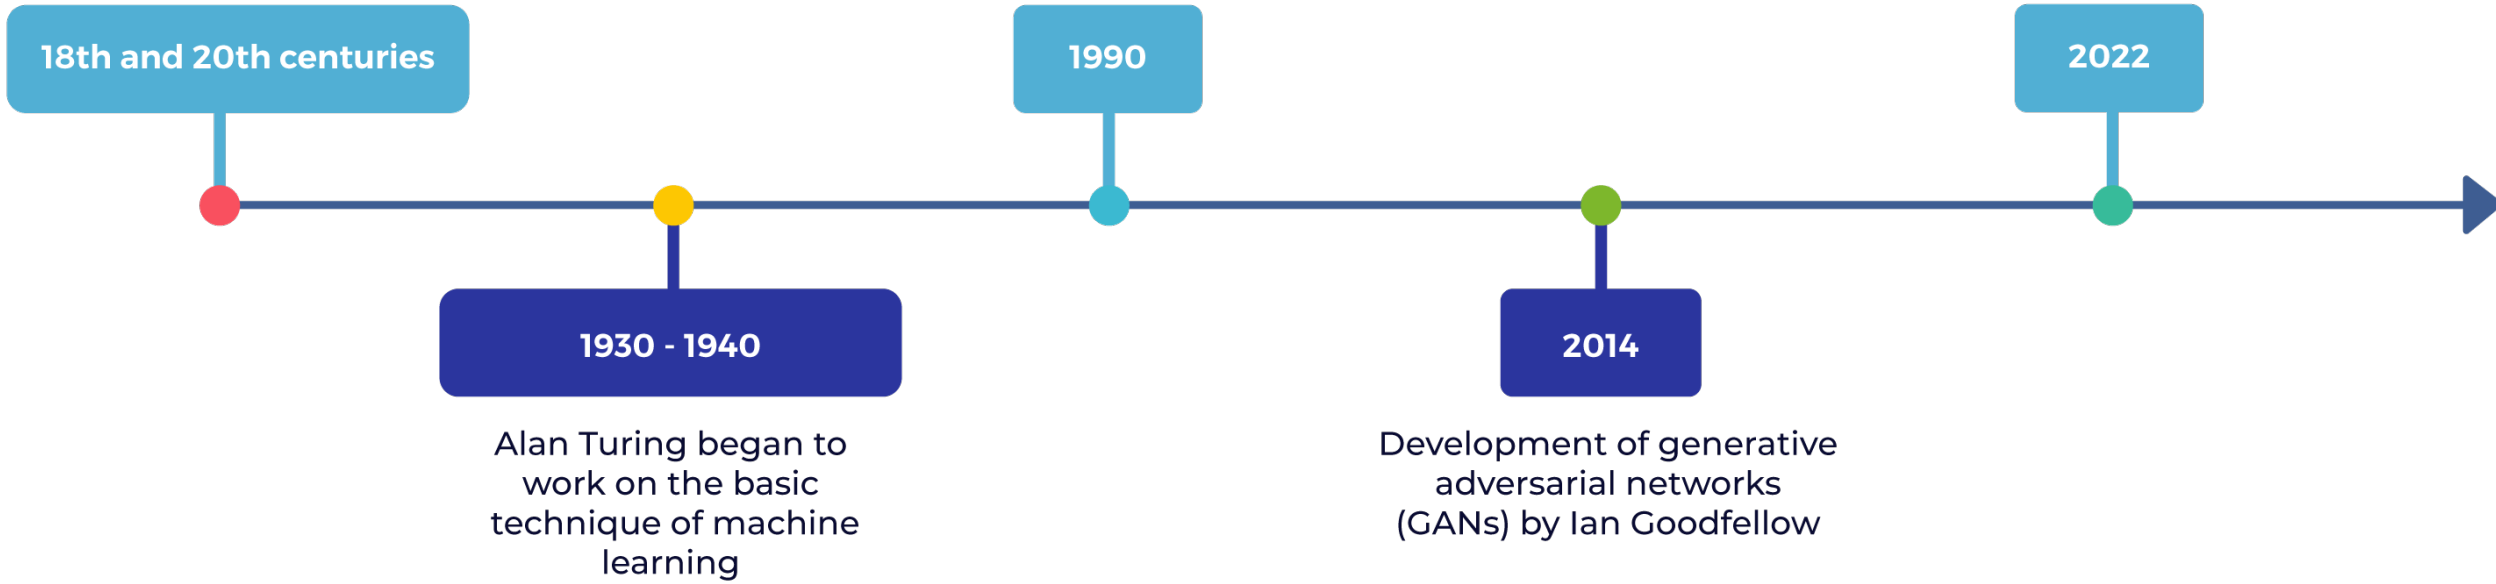 18th and 20th centuries
1990
2022
1930 - 1940
2014
Alan Turing began to
work on the basic
technique of machine
learning
Development of generative
adversarial networks
(GANs) by Ian Goodfellow